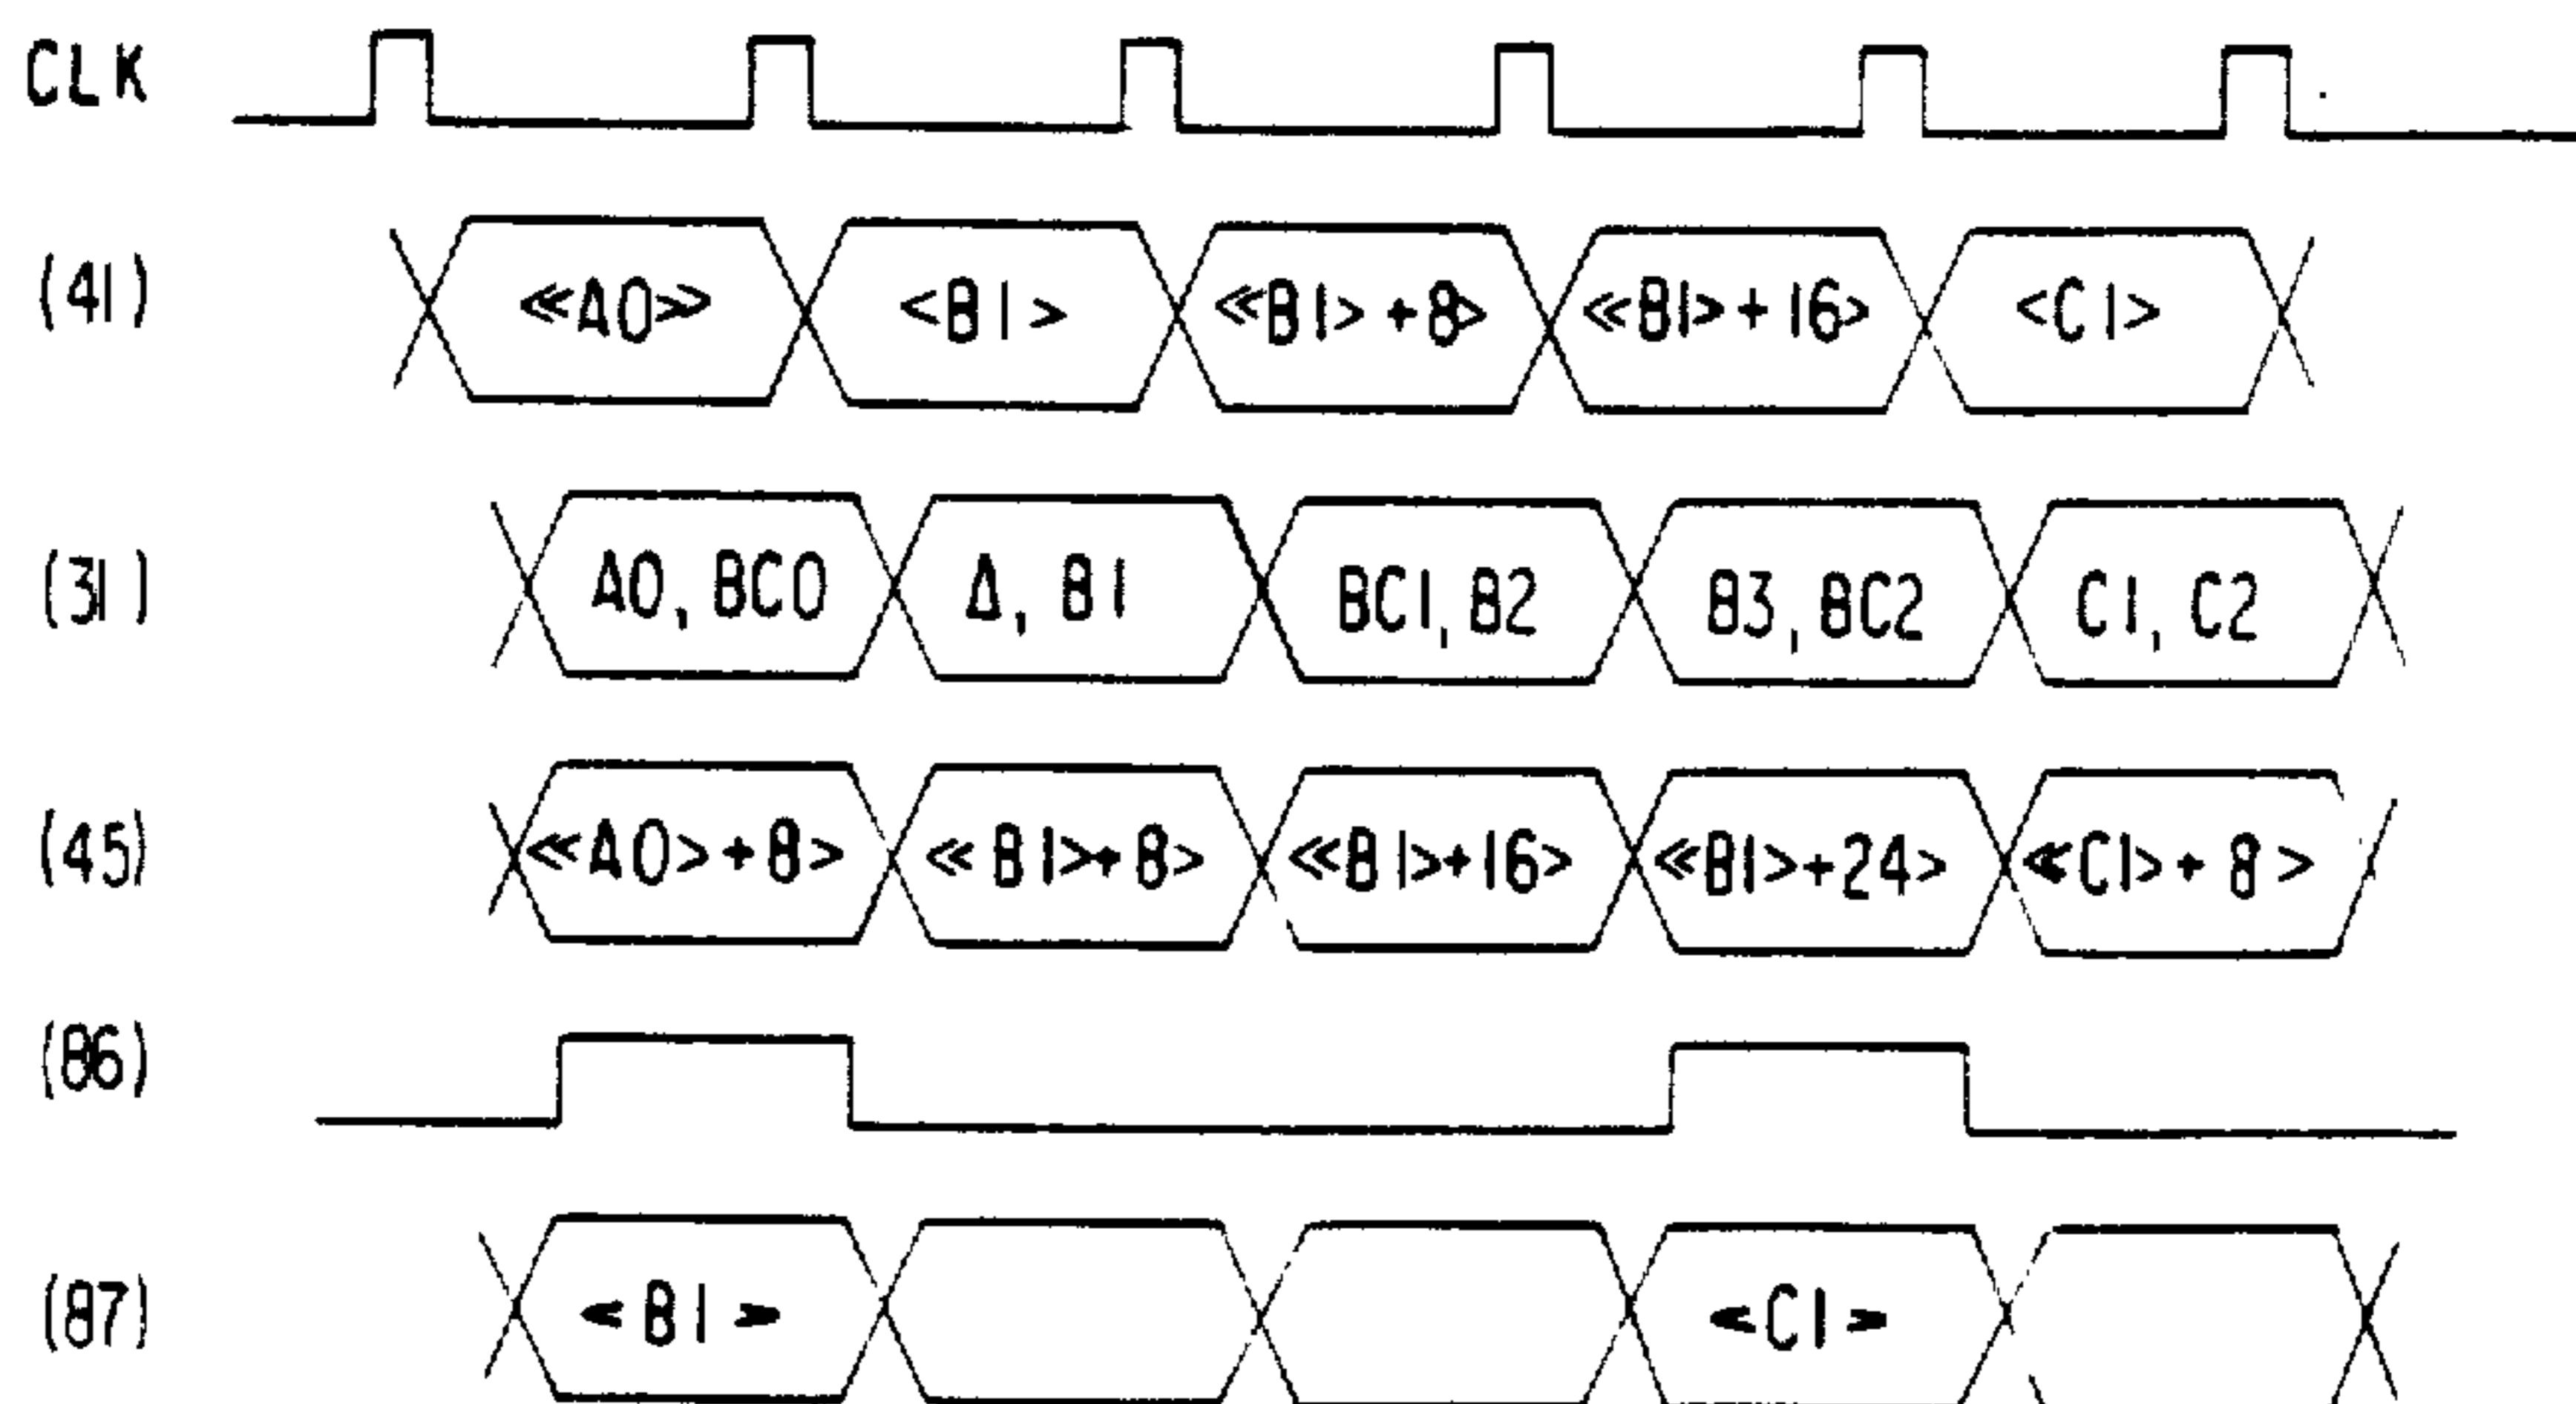 CLK
(41) ≪A0≫ <B1> ≪B1>+8> ≪B1>+16> <C1>
(31) A0, BC0 Δ, B1 BC1, B2 B3, BC2 C1, C2
(45) ≪A0>+8> ≪B1>+8> ≪B1>+16> ≪B1>+24> ≪C1>+8>
(86)
(87) <B1> <C1>